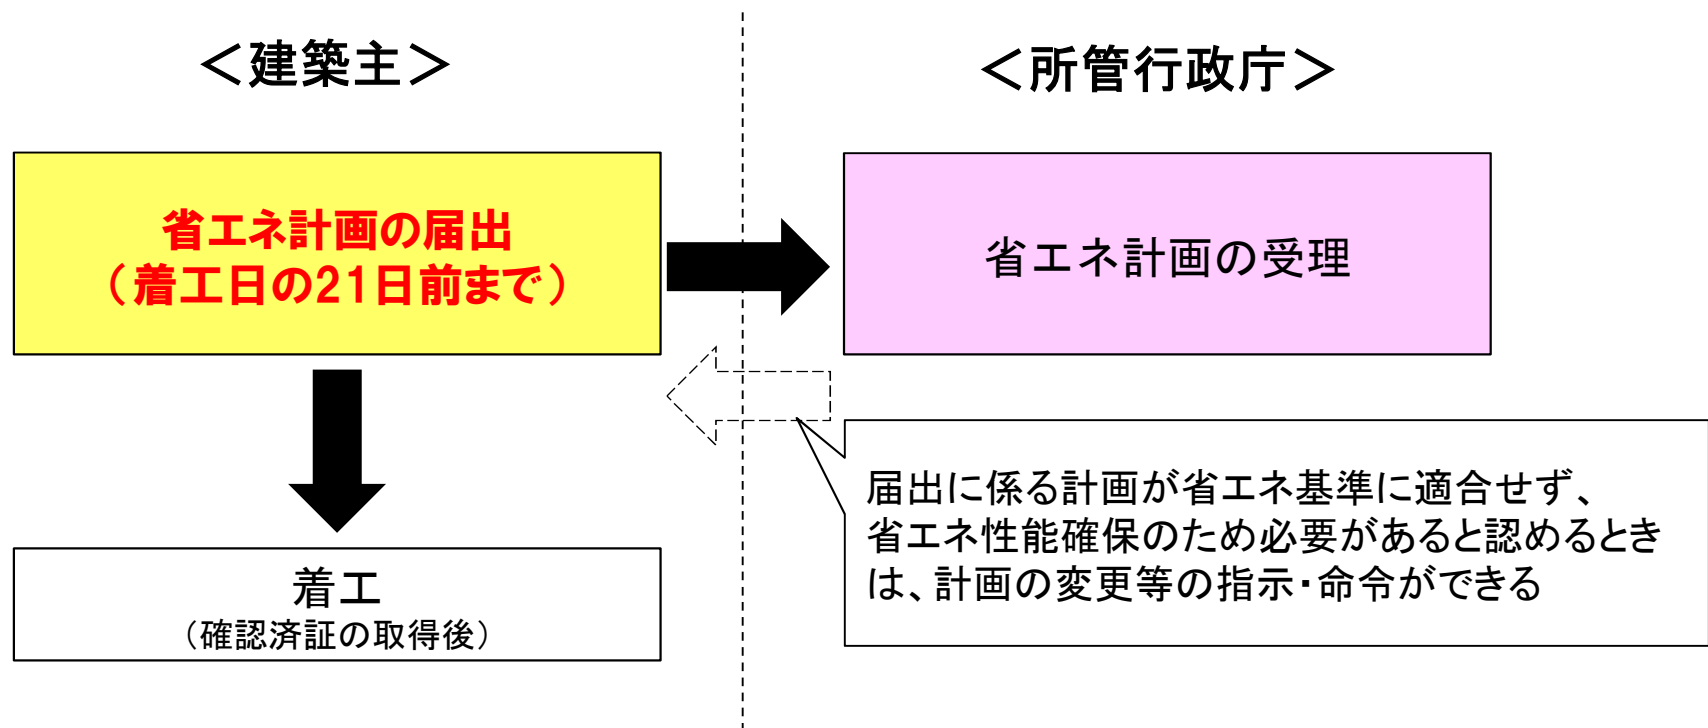 ＜建築主＞
＜所管行政庁＞
省エネ計画の届出
（着工日の21日前まで）
省エネ計画の受理
届出に係る計画が省エネ基準に適合せず、
省エネ性能確保のため必要があると認めるとき
は、計画の変更等の指示・命令ができる
着工
（確認済証の取得後）